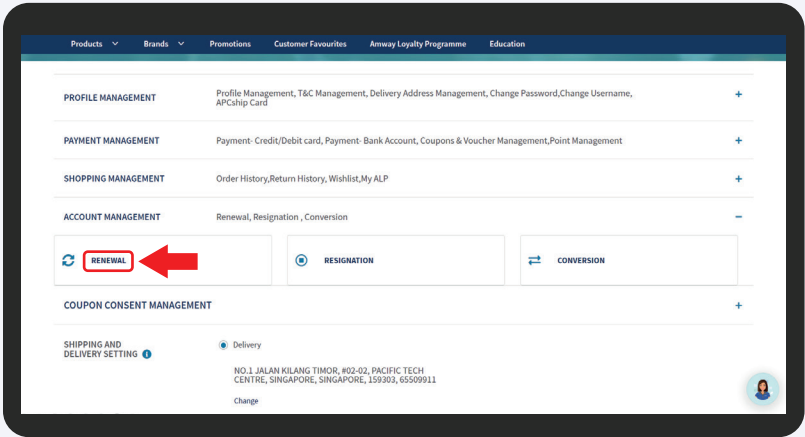 Products Brands Promotions Customer Favourites Amway Loyalty Programme Education
PROFILE MANAGEMENT
Profile Management, T&C Management, Delivery Address Management, Change Password,Change Username,
APCship Card
PAYMENT MANAGEMENT
Payment- Credit/Debit card, Payment- Bank Account, Coupons & Voucher Management,Point Management
SHOPPING MANAGEMENT
Order History,Return History, Wishlist,My ALP
ACCOUNT MANAGEMENT
Renewal, Resignation , Conversion
RENEWAL
RESIGNATION
CONVERSION
COUPON CONSENT MANAGEMENT
SHIPPING AND
DELIVERY SETTING
Delivery
NO.1 JALAN KILANG TIMOR, #02-02, PACIFIC TECH
CENTRE, SINGAPORE, SINGAPORE, 159303, 65509911
Change